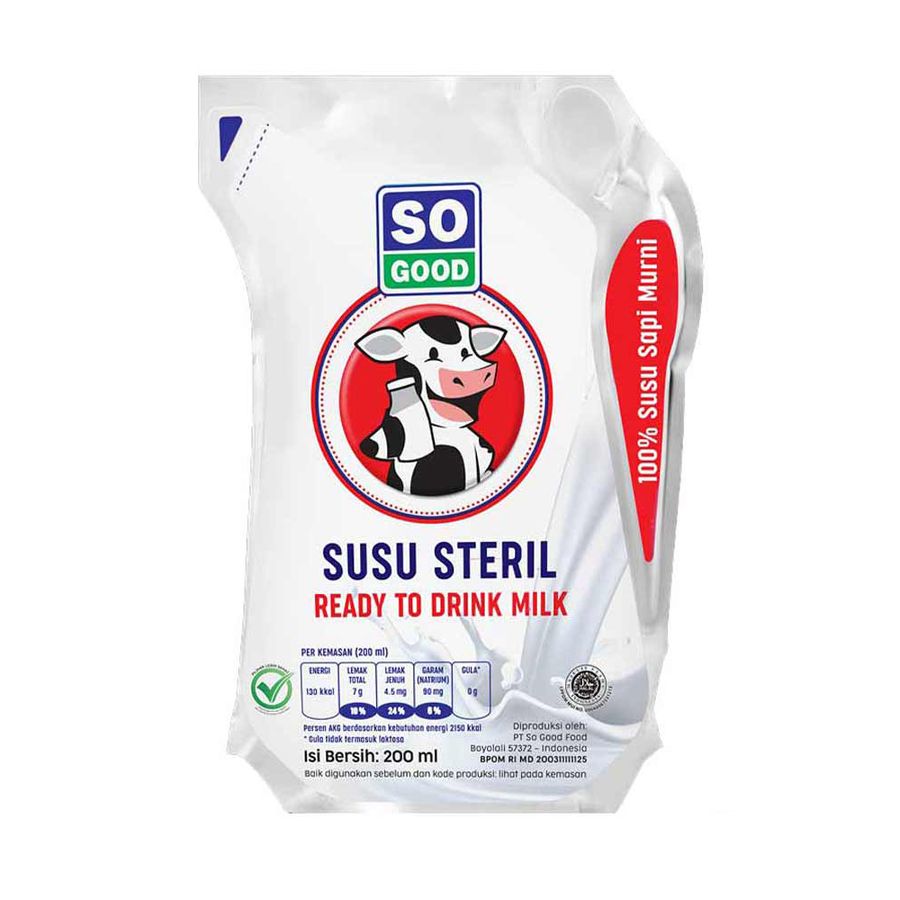 SO
GOOD
100% Susu Sapi Murni
SUSU STERIL
READY TO DRINK MILK
PER KEMASAN (200 ml)
ENERGI LEMAK TOTAL LEMAK JENUH GARAM (NATRIUM) GULA*
130 kkal 7 g 4.5 mg 90 mg 0 g
18% 24% 6%
Persen AKG berdasarkan kebutuhan energi 2150 kkal
* Gula tidak termasuk laktosa
Isi Bersih: 200 ml
Diproduksi oleh:
PT So Good Food
Boyolali 57372 - Indonesia
BPOM RI MD 200311111125
Baik digunakan sebelum dan kode produksi: lihat pada kemasan